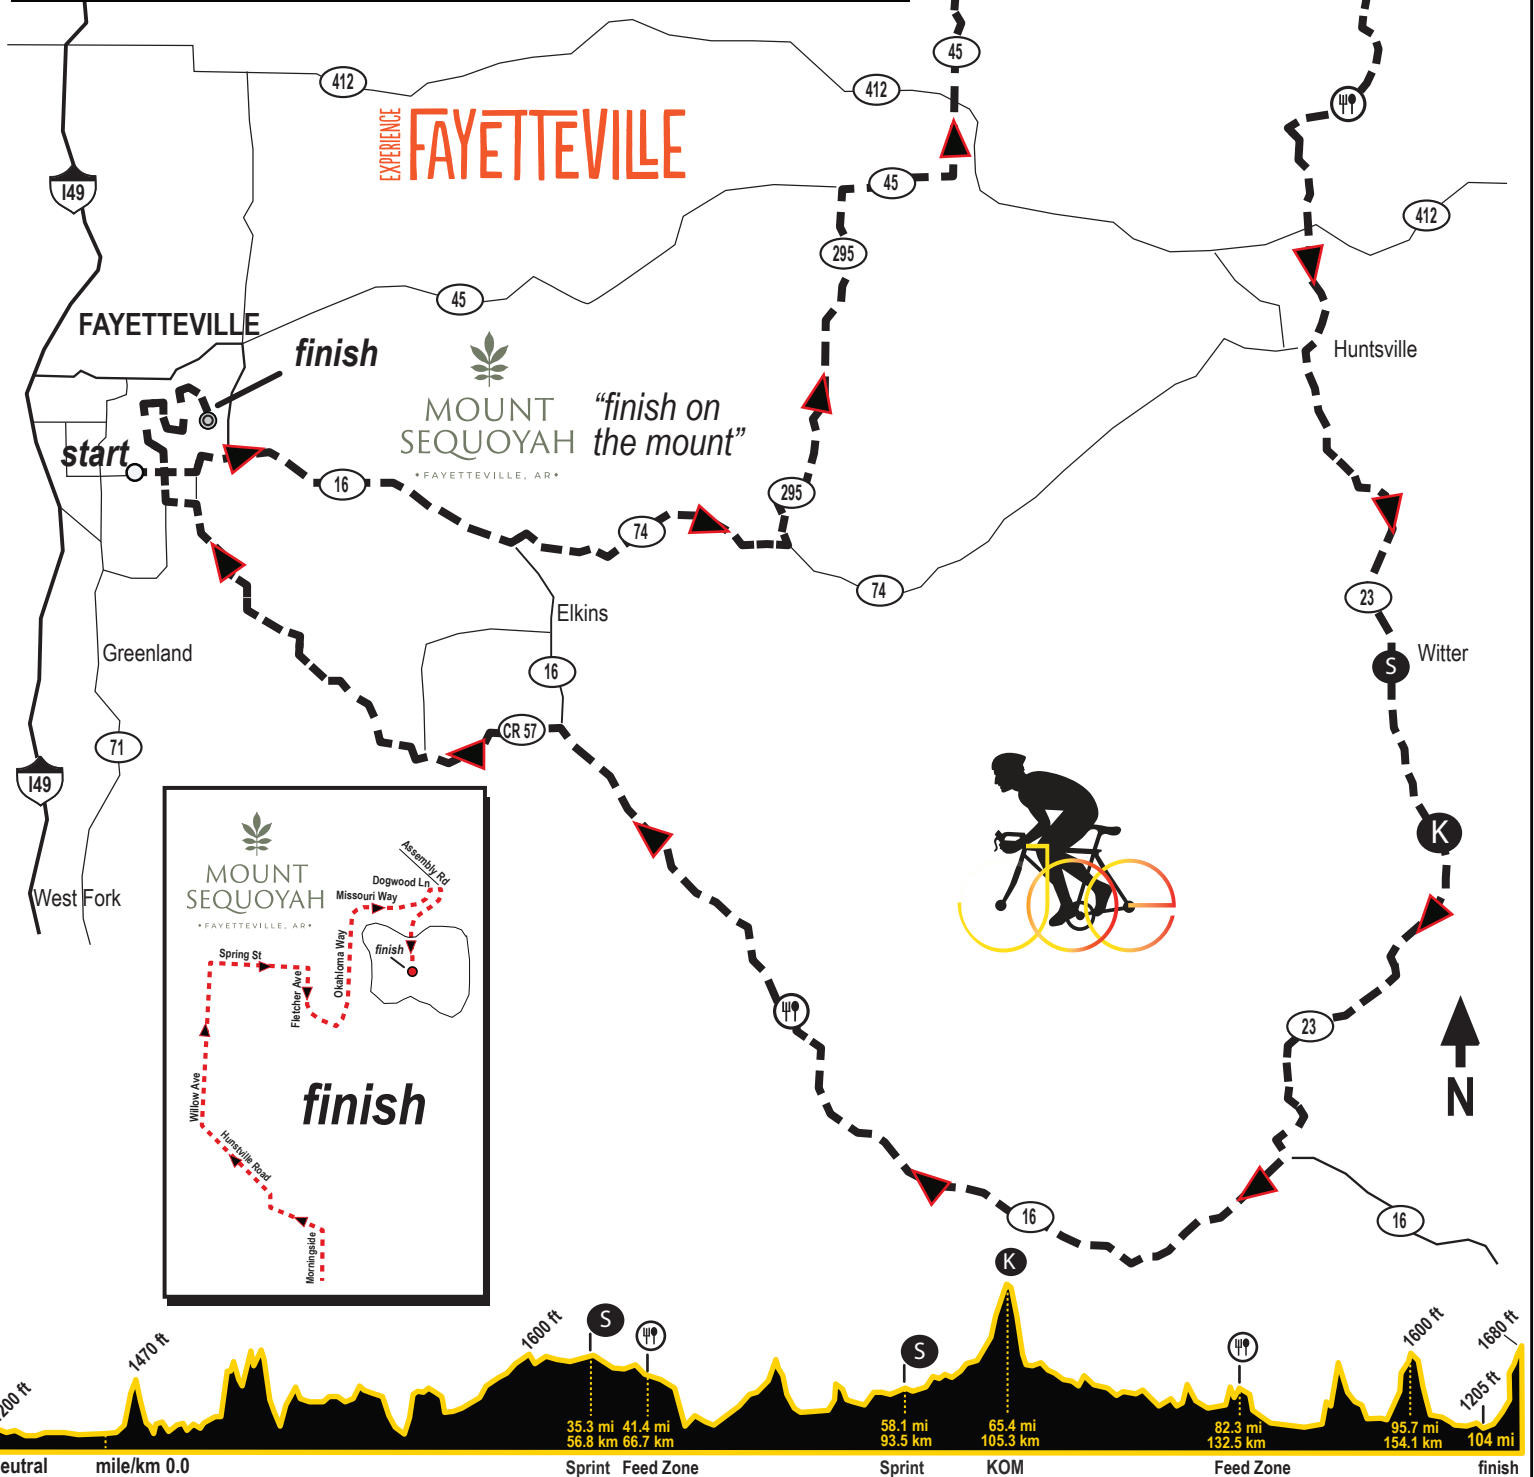 45
412
412
EXPERIENCE
FAYETTEVILLE
I49
45
412
295
45
FAYETTEVILLE
finish
Huntsville
MOUNT
SEQUOYAH
• FAYETTEVILLE, AR •
“finish on
the mount”
start
16
295
74
74
23
Elkins
Greenland
Witter
S
16
CR 57
71
I49
K
West Fork
MOUNT
SEQUOYAH
• FAYETTEVILLE, AR •
Assembly Rd
Dogwood Ln
Missouri Way
Okahloma Way
finish
Spring St
Fletcher Ave
Willow Ave
finish
Hunstville Road
Morningside
23
N
16
16
K
S
S
200 ft
1470 ft
1600 ft
1600 ft
1680 ft
1205 ft
35.3 mi
56.8 km
41.4 mi
66.7 km
58.1 mi
93.5 km
65.4 mi
105.3 km
82.3 mi
132.5 km
95.7 mi
154.1 km
104 mi
eutral
mile/km 0.0
Sprint
Feed Zone
Sprint
KOM
Feed Zone
finish